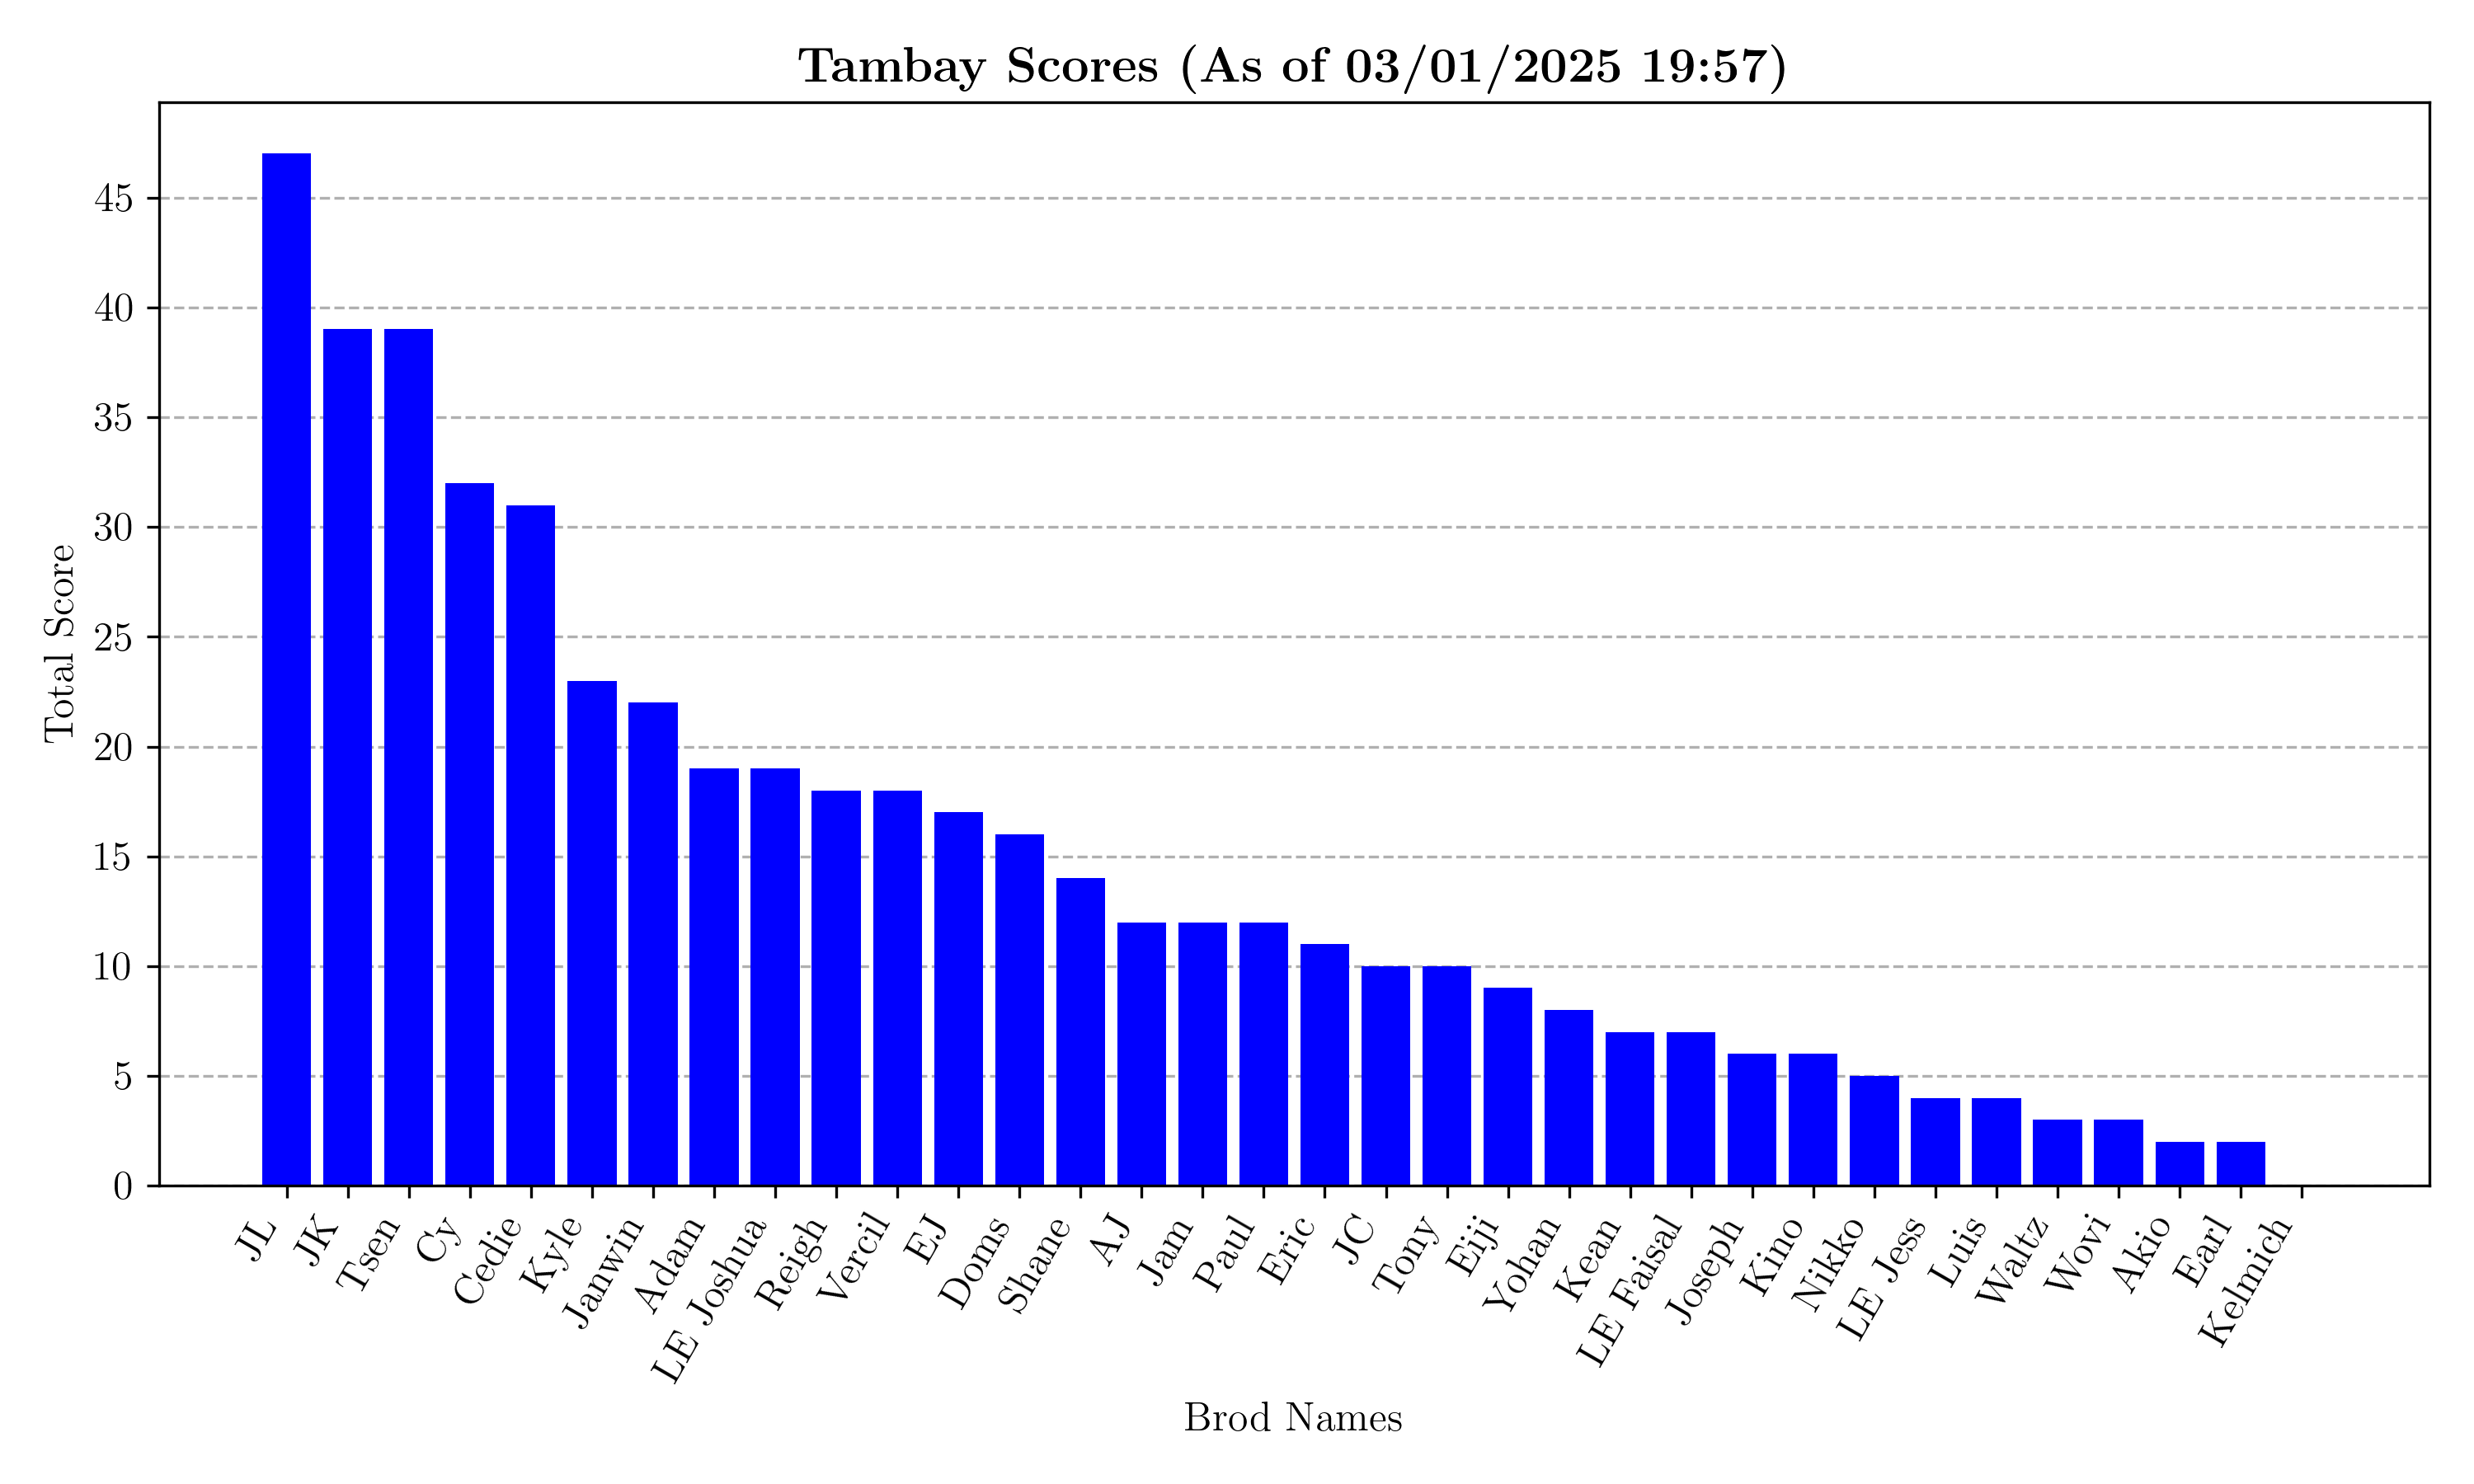 Tambay Scores (As of 03/01/2025 19:57)
Total Score
45
40
35
30
25
20
15
10
5
0
JL
JK
Tsen
Cy
Cedie
Kyle
Janwin
Adam
LE Joshua
Reigh
Vercil
EJ
Doms
Shane
AJ
Jam
Paul
Eric
JC
Tony
Eiji
Yohan
Kean
LE Faisal
Joseph
Kino
Nikko
LE Jess
Luis
Waltz
Wovi
Akio
Earl
Kelmich
Brod Names